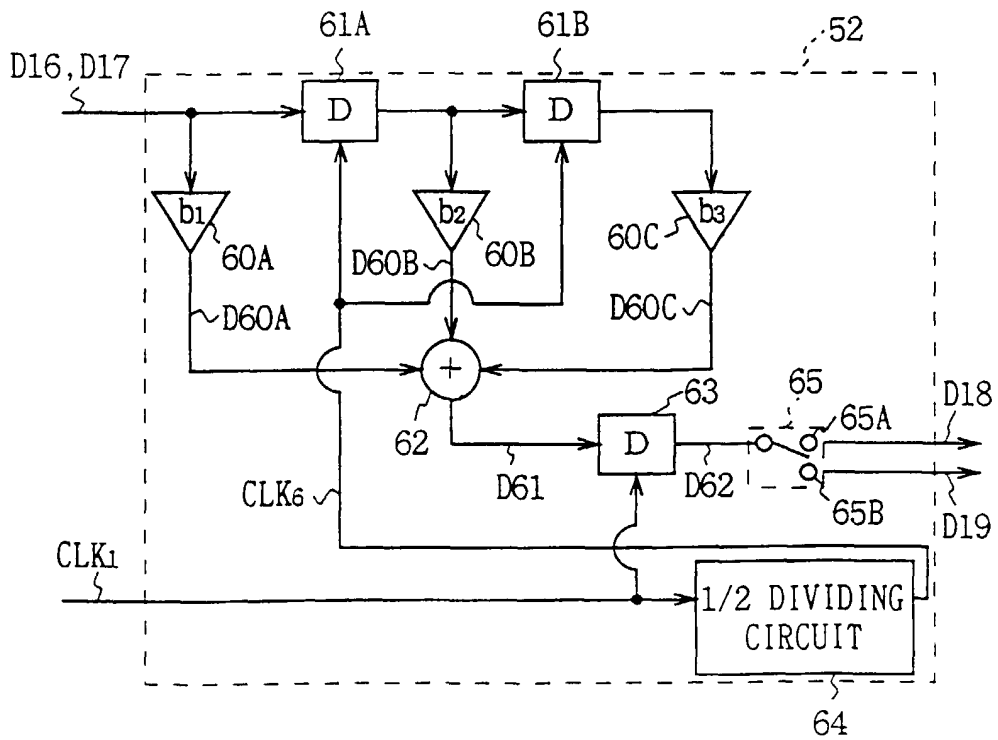 61A
61B
52
D16, D17
D
D
b1
b2
b3
60A
D60B
60B
60C
D60A
D60C
+
62
63
65
65A
D18
D
CLK6
D61
D62
65B
D19
CLK1
1/2 DIVIDING
CIRCUIT
64